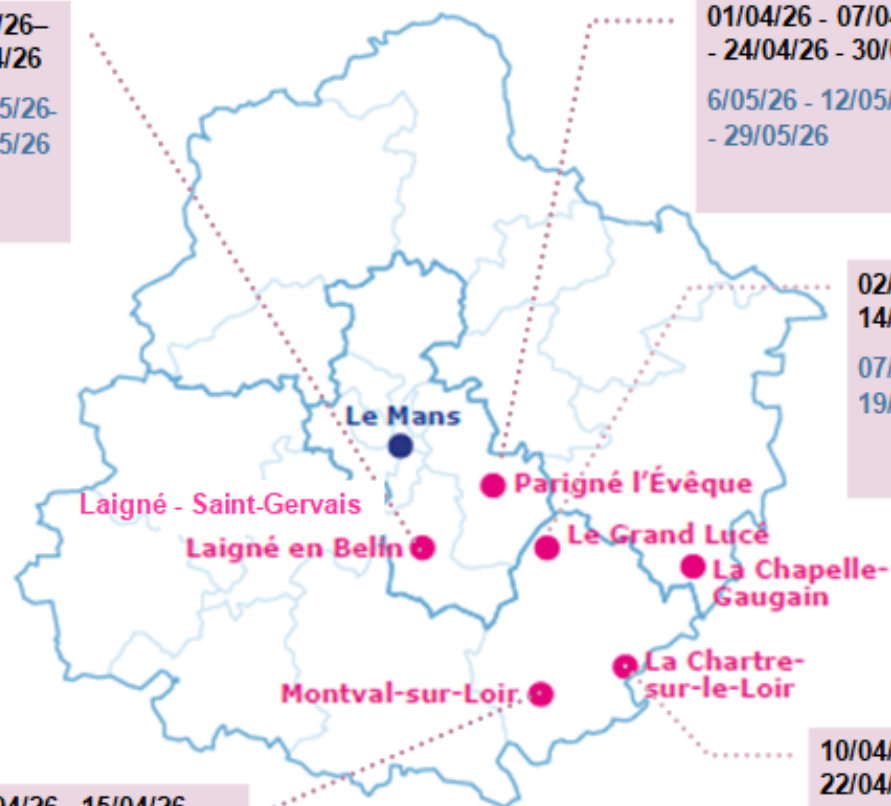 /26–
/26
5/26-
5/26
01/04/26 - 07/04
- 24/04/26 - 30/0
6/05/26 - 12/05/
- 29/05/26
02/
14/
07/
19/
Le Mans
Parigné l'Évêque
Laigné - Saint-Gervais
Laigné en Belin
Le Grand Lucé
La Chapelle-
Gaugain
La Chartre-
sur-le-Loir
Montval-sur-Loir
10/04/
22/04/
04/26 - 15/04/26